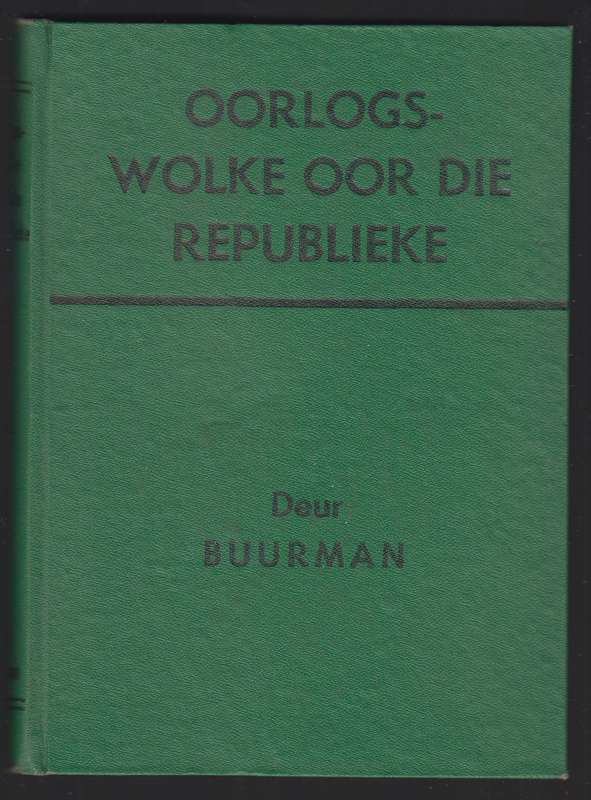 OORLOGS-
WOLKE OOR DIE
REPUBLIEKE
Deur
BUURMAN